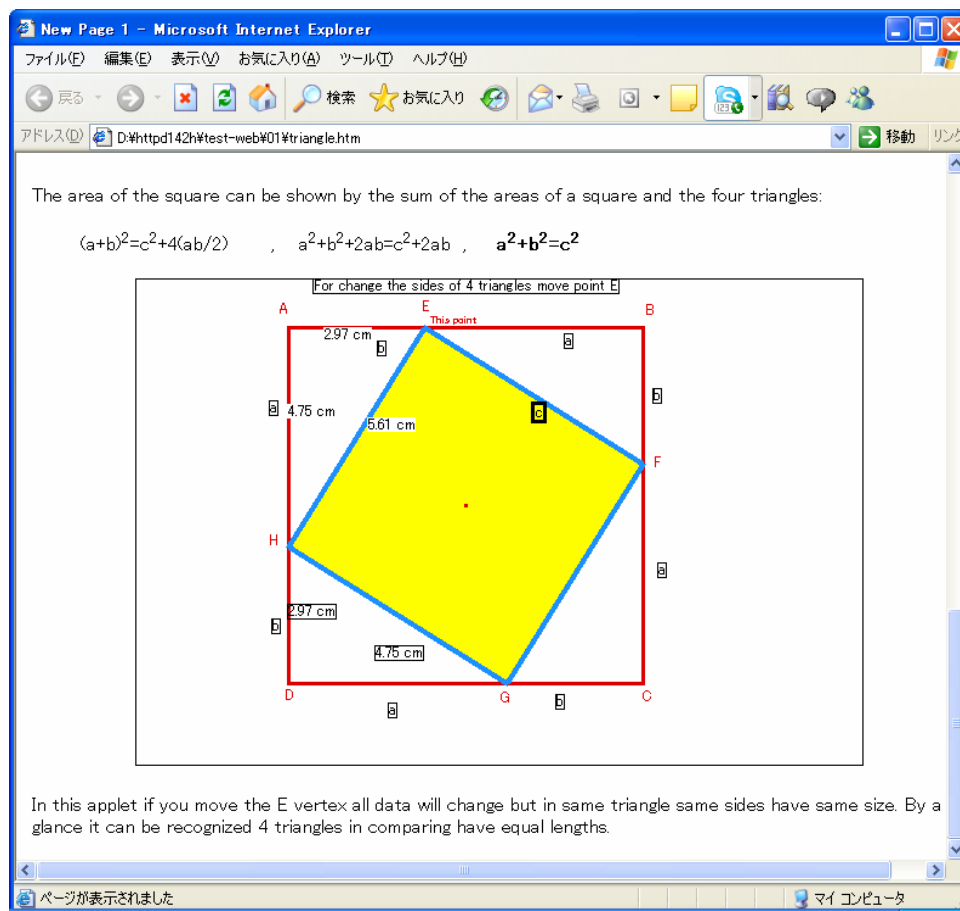 New Page 1 - Microsoft Internet Explorer
ファイル(F) 編集(E) 表示(V) お気に入り(A) ツール(T) ヘルプ(H)
戻る 検索 お気に入り
アドレス(D) D:¥httpd142h¥test-web¥01¥triangle.htm 移動 リンク
The area of the square can be shown by the sum of the areas of a square and the four triangles:
(a+b)²=c²+4(ab/2) , a²+b²+2ab=c²+2ab , a²+b²=c²
For change the sides of 4 triangles move point E
A E B
This paint
2.97 cm
b a
b
a 4.75 cm c
5.61 cm
F
H
a
2.97 cm
b
4.75 cm
D G C
a b
In this applet if you move the E vertex all data will change but in same triangle same sides have same size. By a
glance it can be recognized 4 triangles in comparing have equal lengths.
ページが表示されました マイ コンピュータ